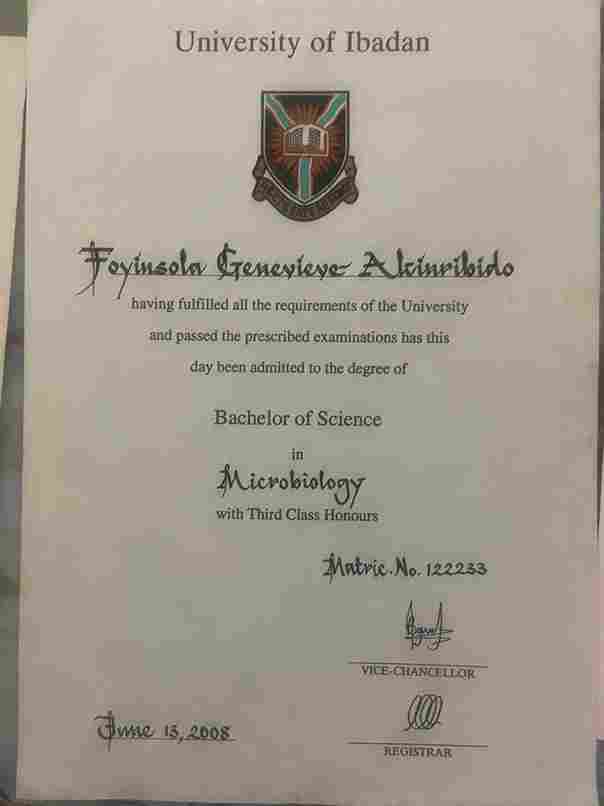 University of Ibadan
Foyinsola Genevieve Akinribido
having fulfilled all the requirements of the University
and passed the prescribed examinations has this
day been admitted to the degree of
Bachelor of Science
in
Microbiology
with Third Class Honours
Matric. No. 122233
VICE-CHANCELLOR
June 13, 2008
REGISTRAR